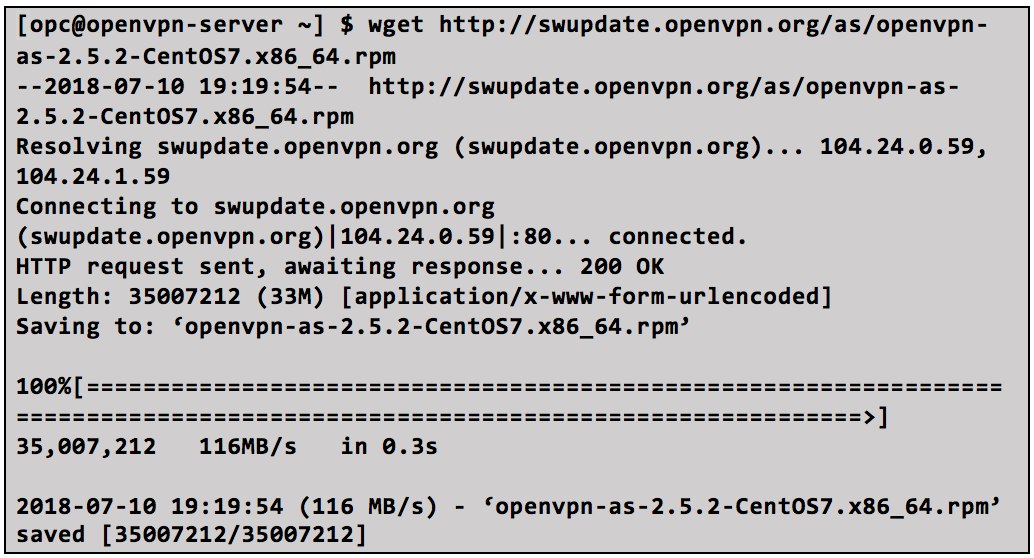 [opc@openvpn-server ~] $ wget http://swupdate.openvpn.org/as/openvpn-
as-2.5.2-CentOS7.x86_64.rpm
--2018-07-10 19:19:54--  http://swupdate.openvpn.org/as/openvpn-as-
2.5.2-CentOS7.x86_64.rpm
Resolving swupdate.openvpn.org (swupdate.openvpn.org)... 104.24.0.59,
104.24.1.59
Connecting to swupdate.openvpn.org
(swupdate.openvpn.org)|104.24.0.59|:80... connected.
HTTP request sent, awaiting response... 200 OK
Length: 35007212 (33M) [application/x-www-form-urlencoded]
Saving to: ‘openvpn-as-2.5.2-CentOS7.x86_64.rpm’

100%[=================================================================
============================================================>]
35,007,212   116MB/s   in 0.3s

2018-07-10 19:19:54 (116 MB/s) - ‘openvpn-as-2.5.2-CentOS7.x86_64.rpm’
saved [35007212/35007212]